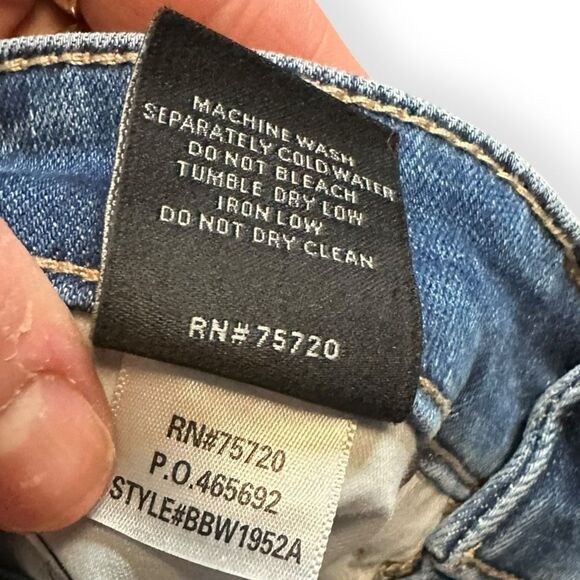 MACHINE WASH
SEPARATELY COLD WATER
DO NOT BLEACH
TUMBLE DRY LOW
IRON LOW
DO NOT DRY CLEAN
RN# 75720
RN#75720
P.O.465692
STYLE#BBW1952A